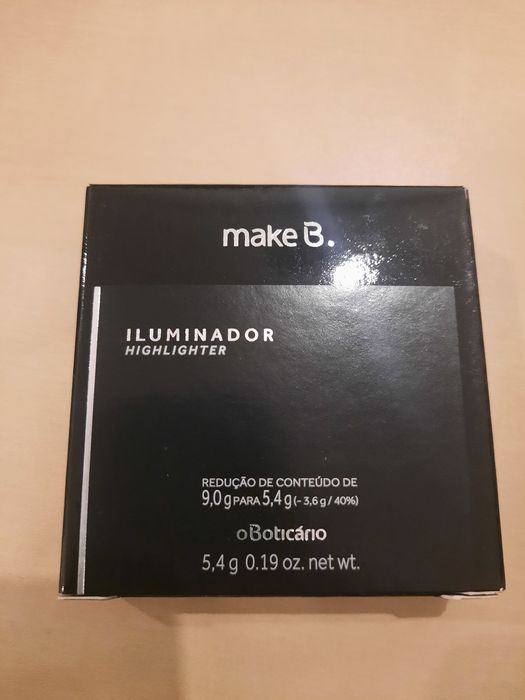 make B.
ILUMINADOR
HIGHLIGHTER
REDUÇÃO DE CONTEÚDO DE
9,0 g PARA 5,4 g (- 3,6 g / 40%)
oBoticário
5,4 g 0.19 oz. net wt.